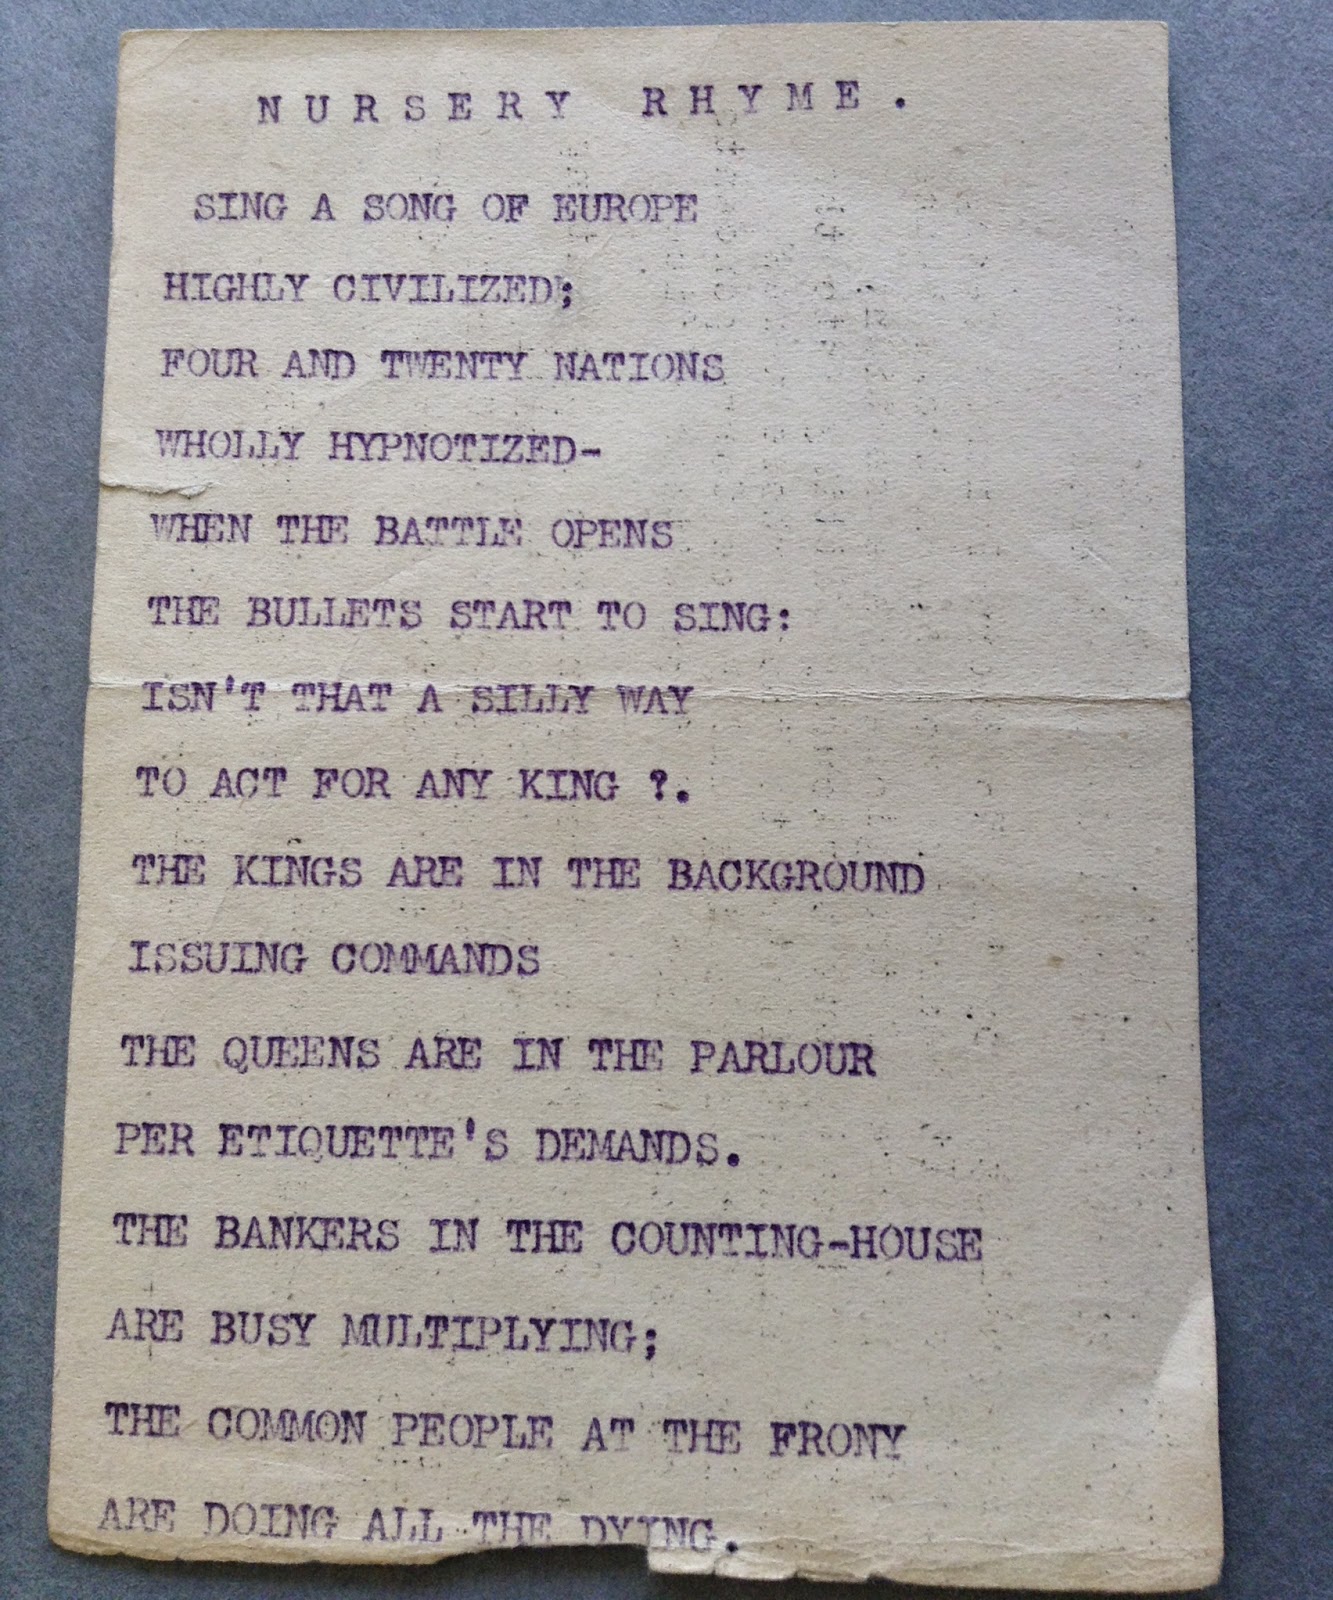 NURSERY RHYME.
SING A SONG OF EUROPE
HIGHLY CIVILIZED;
FOUR AND TWENTY NATIONS
WHOLLY HYPNOTIZED-
WHEN THE BATTLE OPENS
THE BULLETS START TO SING:
ISN'T THAT A SILLY WAY
TO ACT FOR ANY KING ?.
THE KINGS ARE IN THE BACKGROUND
ISSUING COMMANDS
THE QUEENS ARE IN THE PARLOUR
PER ETIQUETTE'S DEMANDS.
THE BANKERS IN THE COUNTING-HOUSE
ARE BUSY MULTIPLYING;
THE COMMON PEOPLE AT THE FRONY
ARE DOING ALL THE DYING.